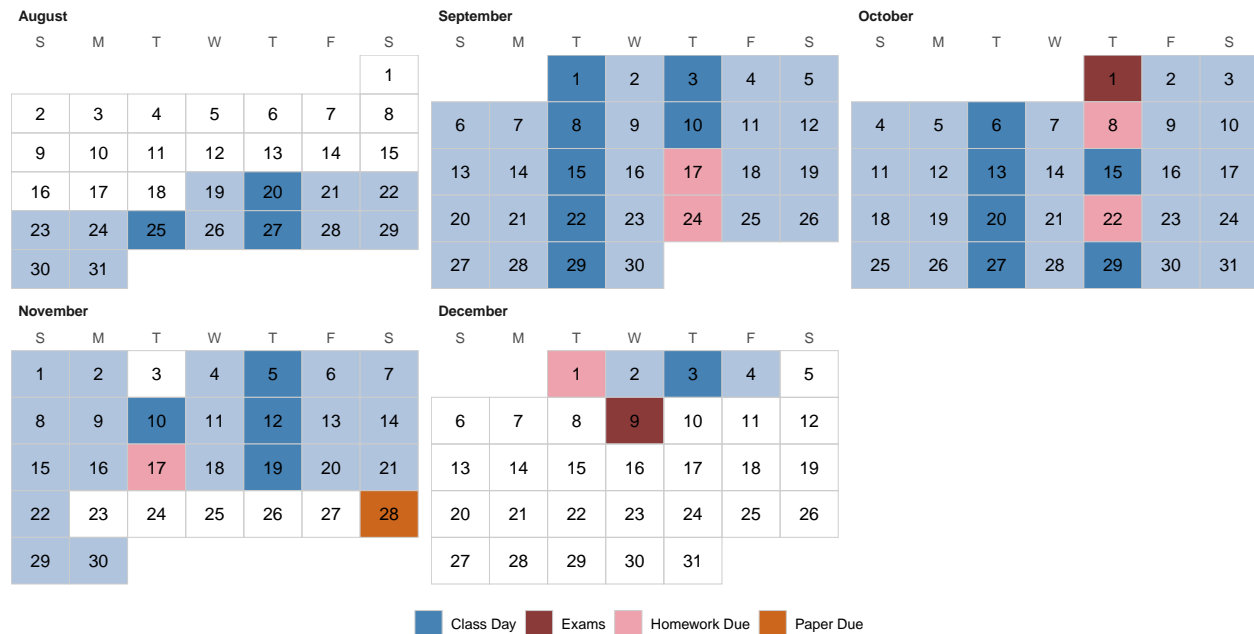 August
S M T W T F S
1
2 3 4 5 6 7 8
9 10 11 12 13 14 15
16 17 18 19 20 21 22
23 24 25 26 27 28 29
30 31
September
S M T W T F S
1 2 3 4 5
6 7 8 9 10 11 12
13 14 15 16 17 18 19
20 21 22 23 24 25 26
27 28 29 30
October
S M T W T F S
1 2 3
4 5 6 7 8 9 10
11 12 13 14 15 16 17
18 19 20 21 22 23 24
25 26 27 28 29 30 31
November
S M T W T F S
1 2 3 4 5 6 7
8 9 10 11 12 13 14
15 16 17 18 19 20 21
22 23 24 25 26 27 28
29 30
December
S M T W T F S
1 2 3 4 5
6 7 8 9 10 11 12
13 14 15 16 17 18 19
20 21 22 23 24 25 26
27 28 29 30 31
Class Day Exams Homework Due Paper Due